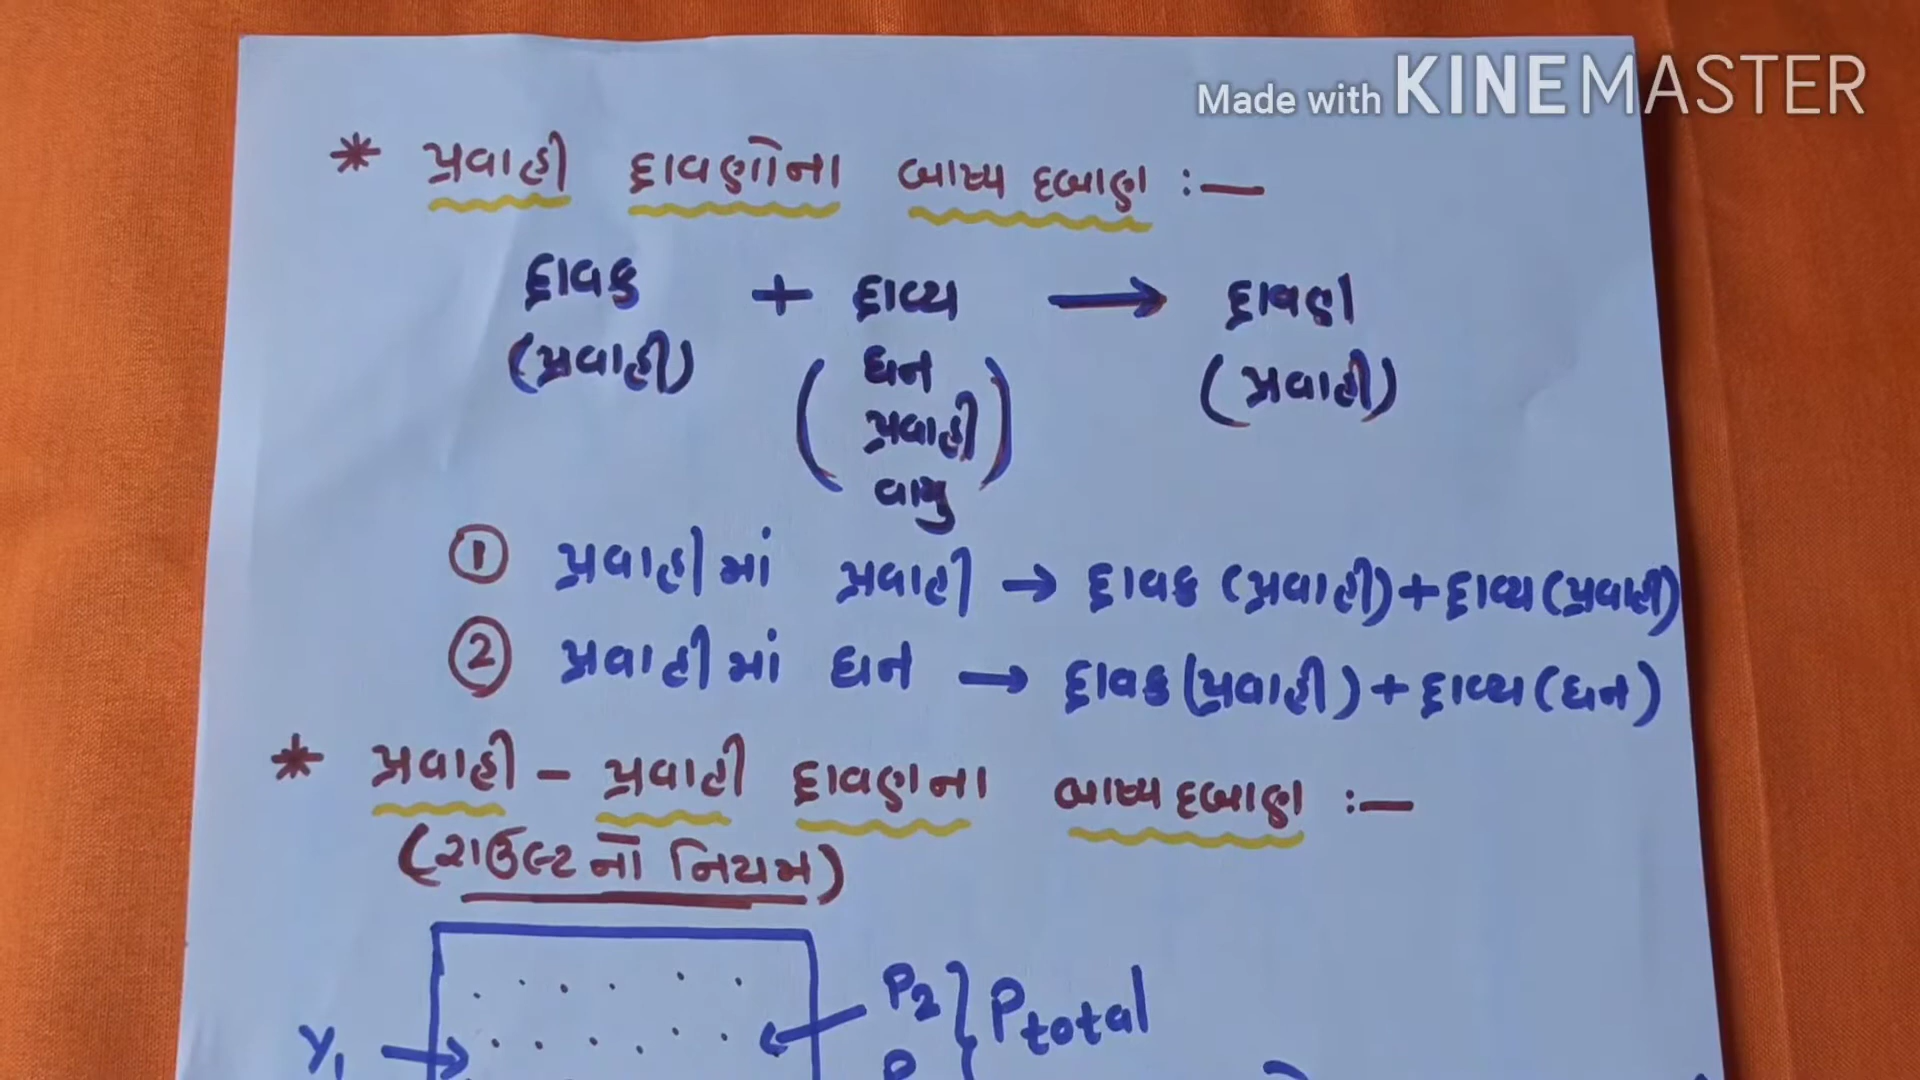 Made with KINEMASTER
* પ્રવાહી દ્રાવણોના બાષ્પ દબાણ :—
દ્રાવક + દ્રાવ્ય → દ્રાવણ
(પ્રવાહી) ( ઘન પ્રવાહી વાયુ ) (પ્રવાહી)
① પ્રવાહીમાં પ્રવાહી → દ્રાવક (પ્રવાહી) + દ્રાવ્ય (પ્રવાહી)
② પ્રવાહીમાં ઘન → દ્રાવક (પ્રવાહી) + દ્રાવ્ય (ઘન)
* પ્રવાહી - પ્રવાહી દ્રાવણના બાષ્પ દબાણ :—
(રાઉલ્ટનો નિયમ)
P2 } Ptotal
Y1